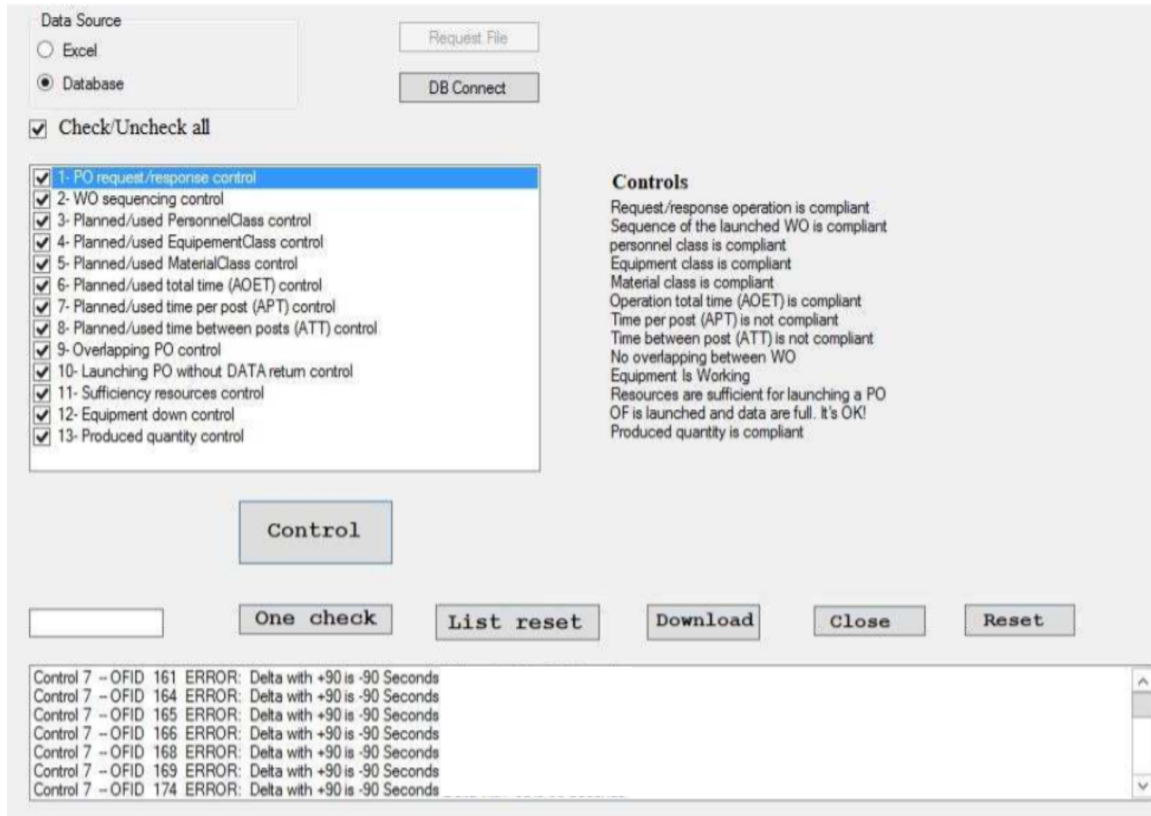 Data Source
Excel
Database
Request File
DB Connect
Check/Uncheck all
1- PO request/response control
2- WO sequencing control
3- Planned/used PersonnelClass control
4- Planned/used EquipementClass control
5- Planned/used MaterialClass control
6- Planned/used total time (AOET) control
7- Planned/used time per post (APT) control
8- Planned/used time between posts (ATT) control
9- Overlapping PO control
10- Launching PO without DATA return control
11- Sufficiency resources control
12- Equipment down control
13- Produced quantity control
Controls
Request/response operation is compliant
Sequence of the launched WO is compliant
personnel class is compliant
Equipment class is compliant
Material class is compliant
Operation total time (AOET) is compliant
Time per post (APT) is not compliant
Time between post (ATT) is not compliant
No overlapping between WO
Equipment Is Working
Resources are sufficient for launching a PO
OF is launched and data are full. It's OK!
Produced quantity is compliant
Control
One check
List reset
Download
Close
Reset
Control 7 -- OFID 161 ERROR: Delta with +90 is -90 Seconds
Control 7 -- OFID 164 ERROR: Delta with +90 is -90 Seconds
Control 7 -- OFID 165 ERROR: Delta with +90 is -90 Seconds
Control 7 -- OFID 166 ERROR: Delta with +90 is -90 Seconds
Control 7 -- OFID 168 ERROR: Delta with +90 is -90 Seconds
Control 7 -- OFID 169 ERROR: Delta with +90 is -90 Seconds
Control 7 -- OFID 174 ERROR: Delta with +90 is -90 Seconds